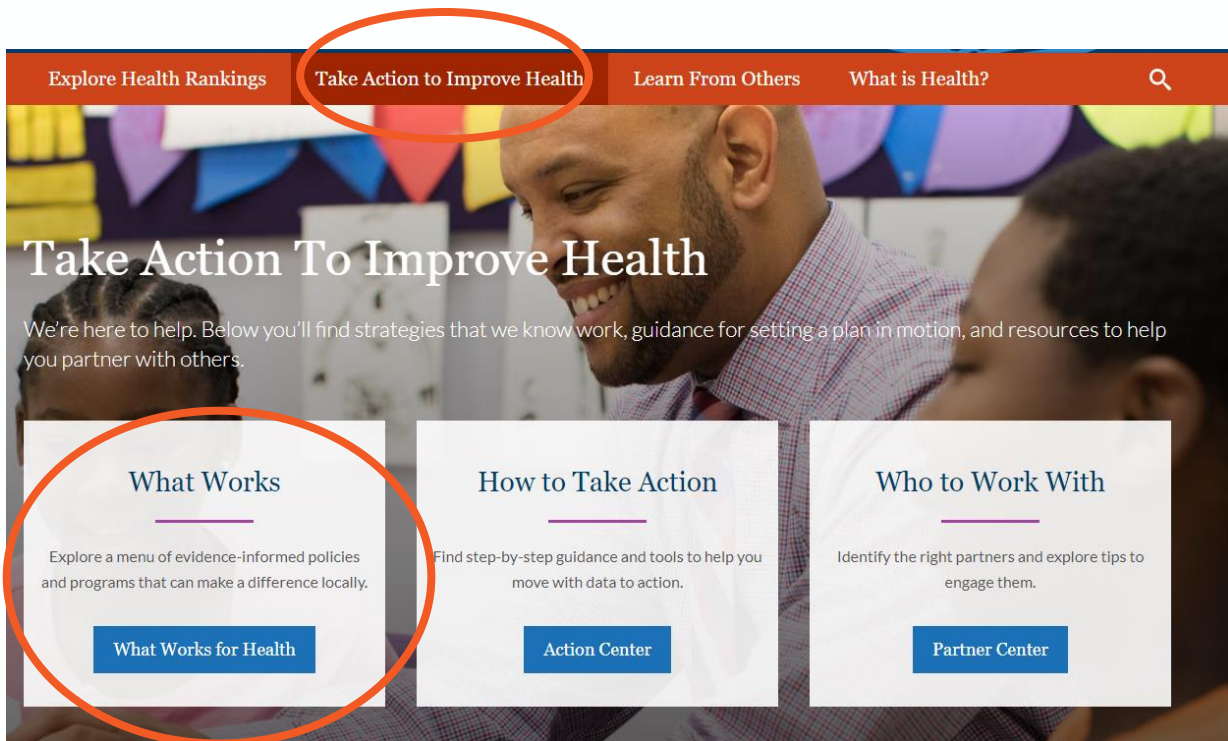 Explore Health Rankings Take Action to Improve Health Learn From Others What is Health?
Take Action To Improve Health
We're here to help. Below you'll find strategies that we know work, guidance for setting a plan in motion, and resources to help
you partner with others.
What Works
Explore a menu of evidence-informed policies
and programs that can make a difference locally.
What Works for Health
How to Take Action
Find step-by-step guidance and tools to help you
move with data to action.
Action Center
Who to Work With
Identify the right partners and explore tips to
engage them.
Partner Center